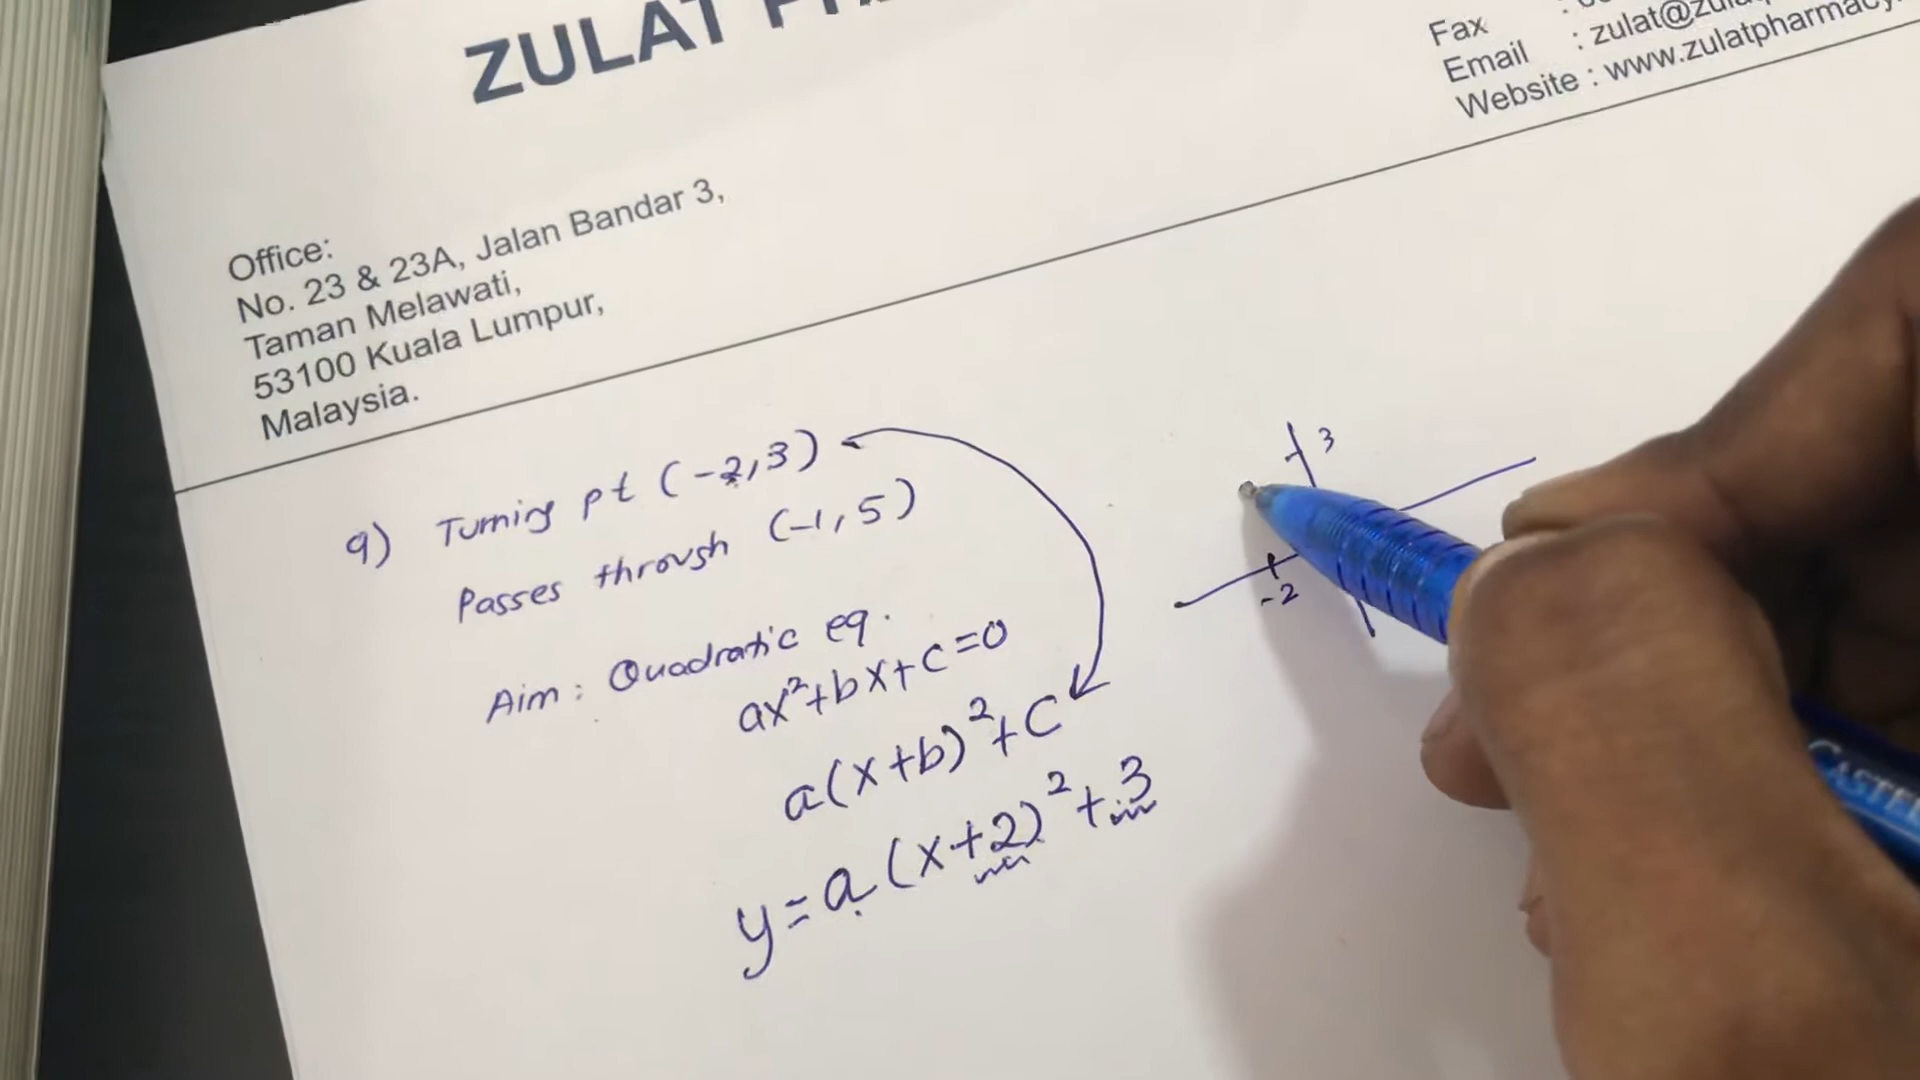 ZULAT
Fax :
Email : zulat@
Website : www.zulatpharmacy.
Office:
No. 23 & 23A, Jalan Bandar 3,
Taman Melawati,
53100 Kuala Lumpur,
Malaysia.
9) Turning pt (-2,3)
Passes through (-1,5)
Aim: Quadratic eq.
ax²+bx+c=0
a(x+b)²+c
y=a(x+2)²+3
3
-2